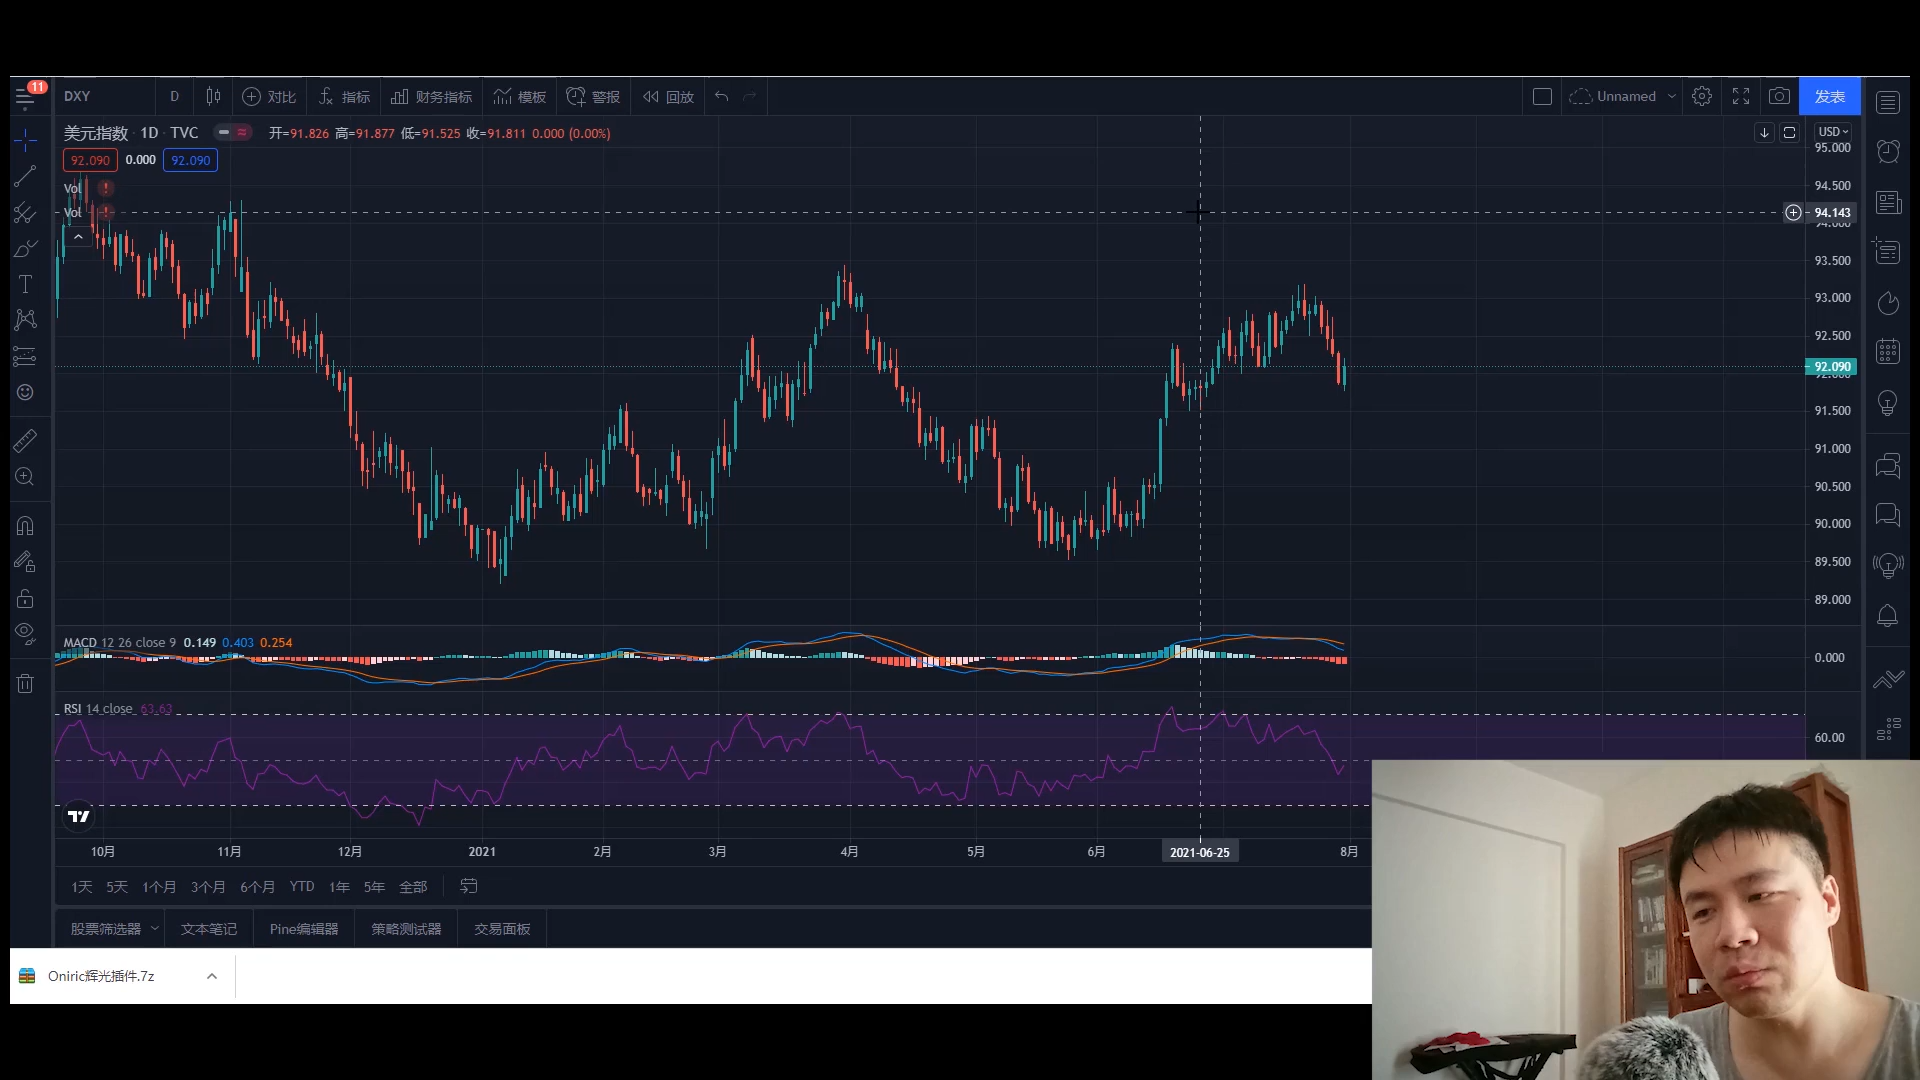 11
DXY D 对比 指标 财务指标 模板 警报 回放 Unnamed 发表
美元指数 · 1D · TVC 开=91.826 高=91.877 低=91.525 收=91.811 0.000 (0.00%)
USD
92.090 0.000 92.090
95.000
Vol !
94.500
Vol !
94.143
94.000
93.500
93.000
92.500
92.090
92.000
91.500
91.000
90.500
90.000
89.500
89.000
MACD 12 26 close 9 0.149 0.403 0.254
0.000
RSI 14 close 63.63
60.00
10月 11月 12月 2021 2月 3月 4月 5月 6月 2021-06-25 8月
1天 5天 1个月 3个月 6个月 YTD 1年 5年 全部
股票筛选器 文本笔记 Pine编辑器 策略测试器 交易面板
Oniric辉光插件.7z